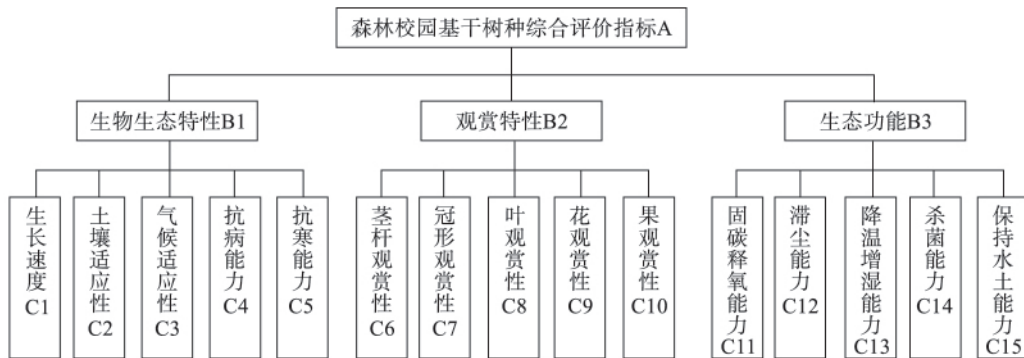 森林校园基干树种综合评价指标A
生物生态特性B1
观赏特性B2
生态功能B3
生长速度C1
土壤适应性C2
气候适应性C3
抗病能力C4
抗寒能力C5
茎杆观赏性C6
冠形观赏性C7
叶观赏性C8
花观赏性C9
果观赏性C10
固碳释氧能力C11
滞尘能力C12
降温增湿能力C13
杀菌能力C14
保持水土能力C15